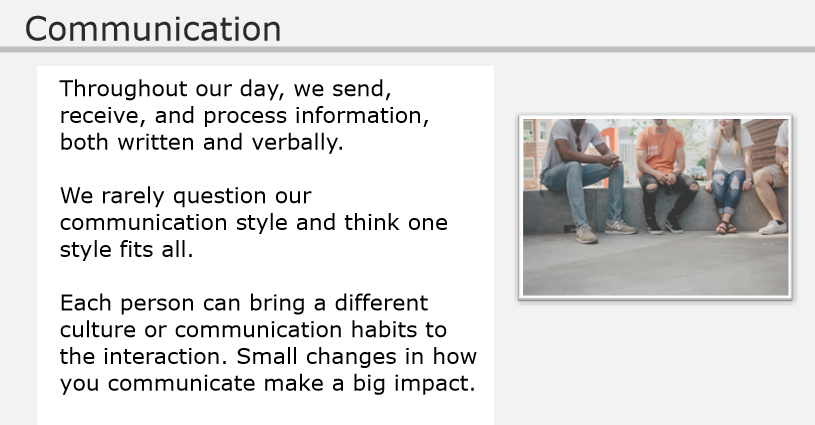 Communication
Throughout our day, we send,
receive, and process information,
both written and verbally.
We rarely question our
communication style and think one
style fits all.
Each person can bring a different
culture or communication habits to
the interaction. Small changes in how
you communicate make a big impact.